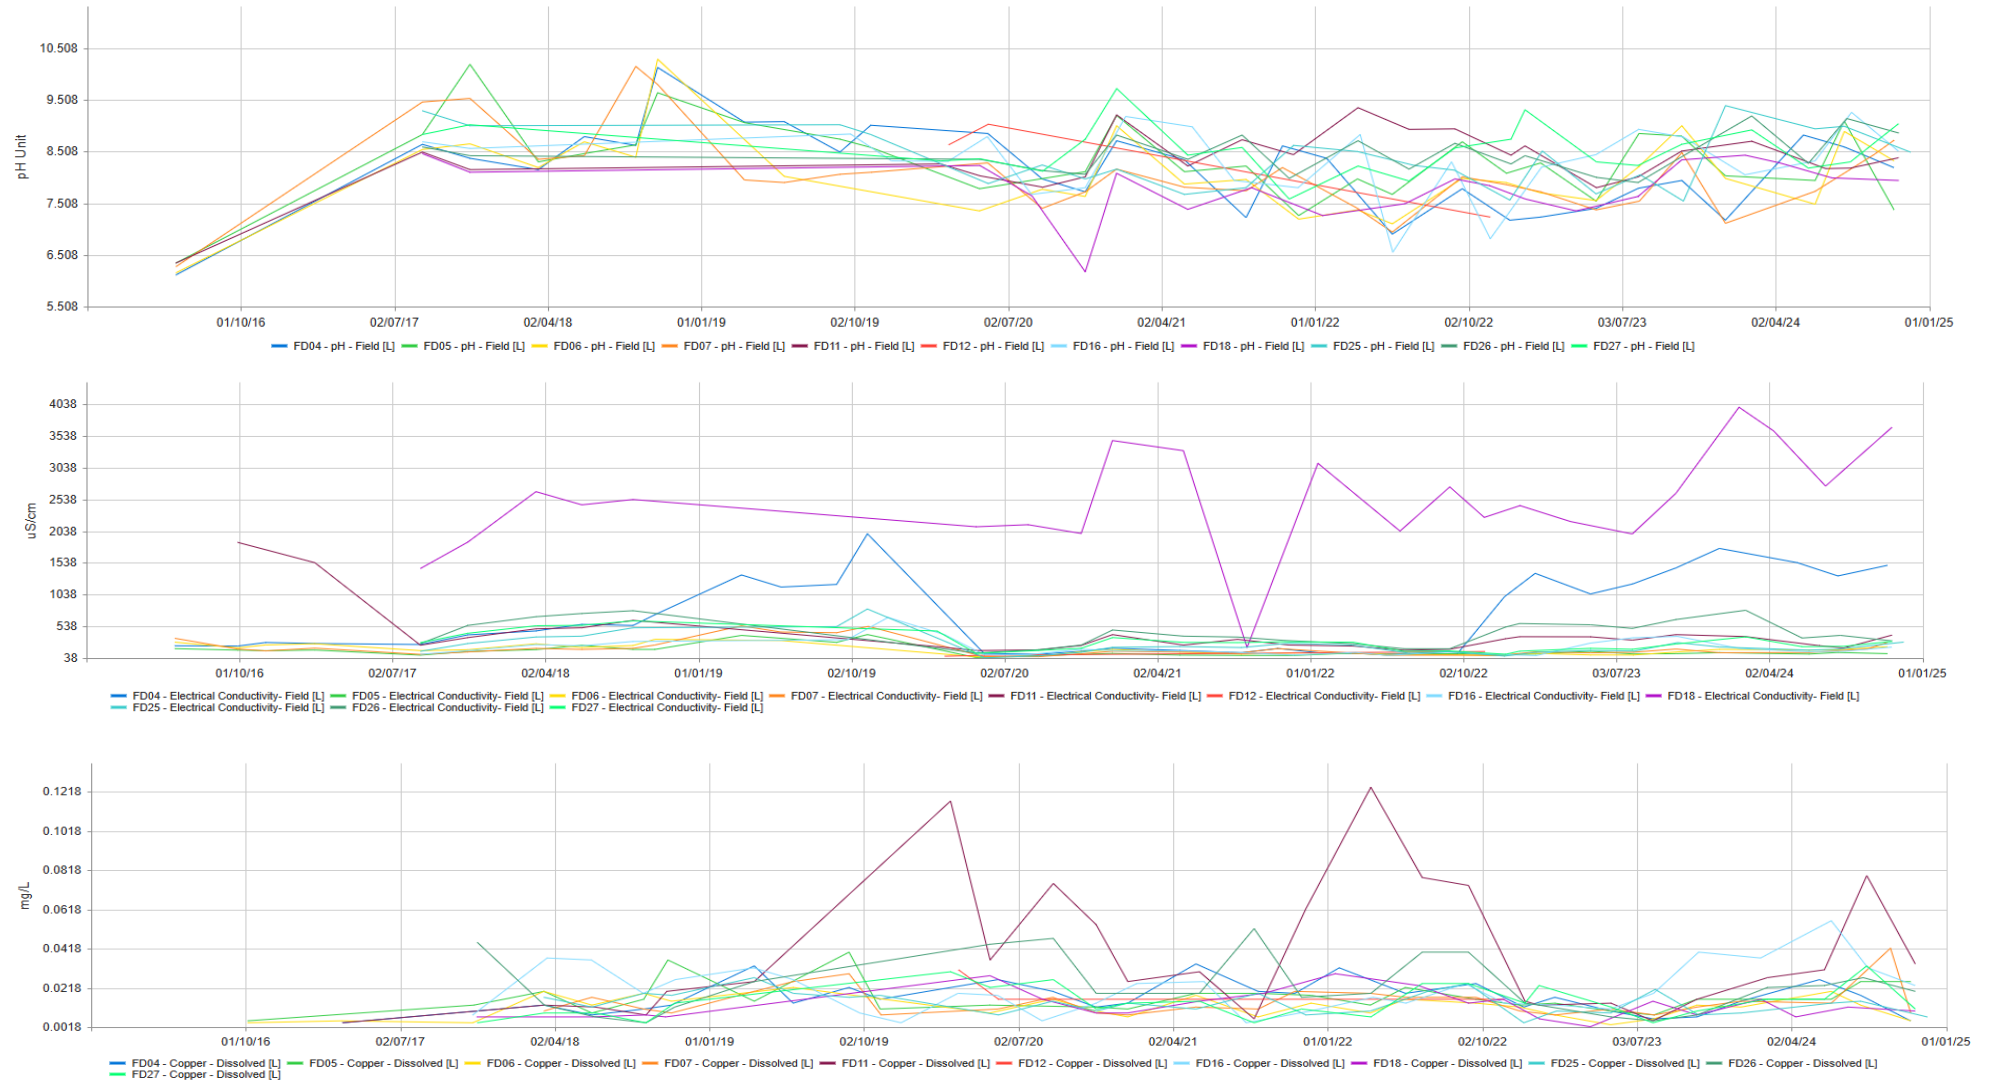 10.508
9.508
8.508
7.508
6.508
5.508
pH Unit
01/10/16 02/07/17 02/04/18 01/01/19 02/10/19 02/07/20 02/04/21 01/01/22 02/10/22 03/07/23 02/04/24 01/01/25
FD04 - pH - Field [L] FD05 - pH - Field [L] FD06 - pH - Field [L] FD07 - pH - Field [L] FD11 - pH - Field [L] FD12 - pH - Field [L] FD16 - pH - Field [L] FD18 - pH - Field [L] FD25 - pH - Field [L] FD26 - pH - Field [L] FD27 - pH - Field [L]
4038
3538
3038
2538
2038
1538
1038
538
38
uS/cm
01/10/16 02/07/17 02/04/18 01/01/19 02/10/19 02/07/20 02/04/21 01/01/22 02/10/22 03/07/23 02/04/24 01/01/25
FD04 - Electrical Conductivity- Field [L] FD05 - Electrical Conductivity- Field [L] FD06 - Electrical Conductivity- Field [L] FD07 - Electrical Conductivity- Field [L] FD11 - Electrical Conductivity- Field [L] FD12 - Electrical Conductivity- Field [L] FD16 - Electrical Conductivity- Field [L] FD18 - Electrical Conductivity- Field [L]
FD25 - Electrical Conductivity- Field [L] FD26 - Electrical Conductivity- Field [L] FD27 - Electrical Conductivity- Field [L]
0.1218
0.1018
0.0818
0.0618
0.0418
0.0218
0.0018
mg/L
01/10/16 02/07/17 02/04/18 01/01/19 02/10/19 02/07/20 02/04/21 01/01/22 02/10/22 03/07/23 02/04/24 01/01/25
FD04 - Copper - Dissolved [L] FD05 - Copper - Dissolved [L] FD06 - Copper - Dissolved [L] FD07 - Copper - Dissolved [L] FD11 - Copper - Dissolved [L] FD12 - Copper - Dissolved [L] FD16 - Copper - Dissolved [L] FD18 - Copper - Dissolved [L] FD25 - Copper - Dissolved [L] FD26 - Copper - Dissolved [L]
FD27 - Copper - Dissolved [L]